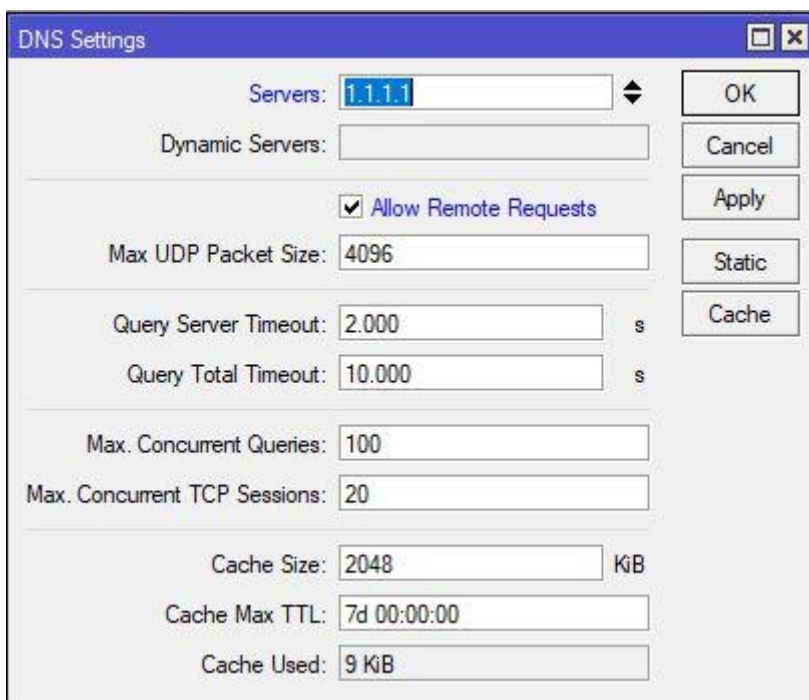 DNS Settings
Servers: 1.1.1.1
OK
Dynamic Servers:
Cancel
Allow Remote Requests
Apply
Max UDP Packet Size: 4096
Static
Query Server Timeout: 2.000 s
Cache
Query Total Timeout: 10.000 s
Max. Concurrent Queries: 100
Max. Concurrent TCP Sessions: 20
Cache Size: 2048 KiB
Cache Max TTL: 7d 00:00:00
Cache Used: 9 KiB